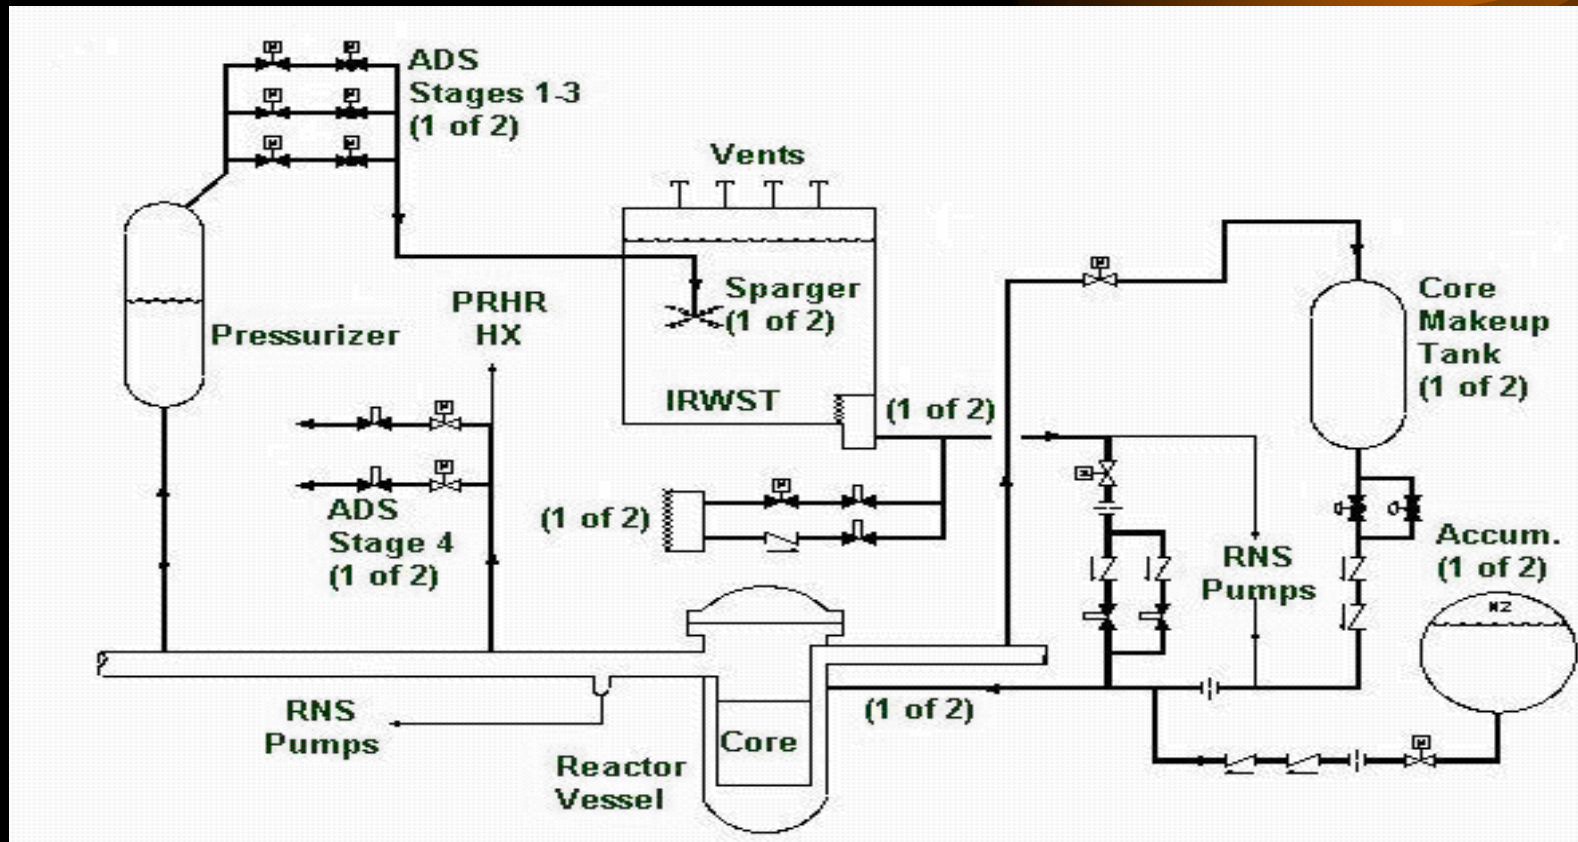 ADS
Stages 1-3
(1 of 2)
Vents
Sparger
(1 of 2)
PRHR
HX
Pressurizer
Core
Makeup
Tank
(1 of 2)
IRWST
(1 of 2)
ADS
Stage 4
(1 of 2)
(1 of 2)
RNS
Pumps
Accum.
(1 of 2)
N2
(1 of 2)
RNS
Pumps
Core
Reactor
Vessel